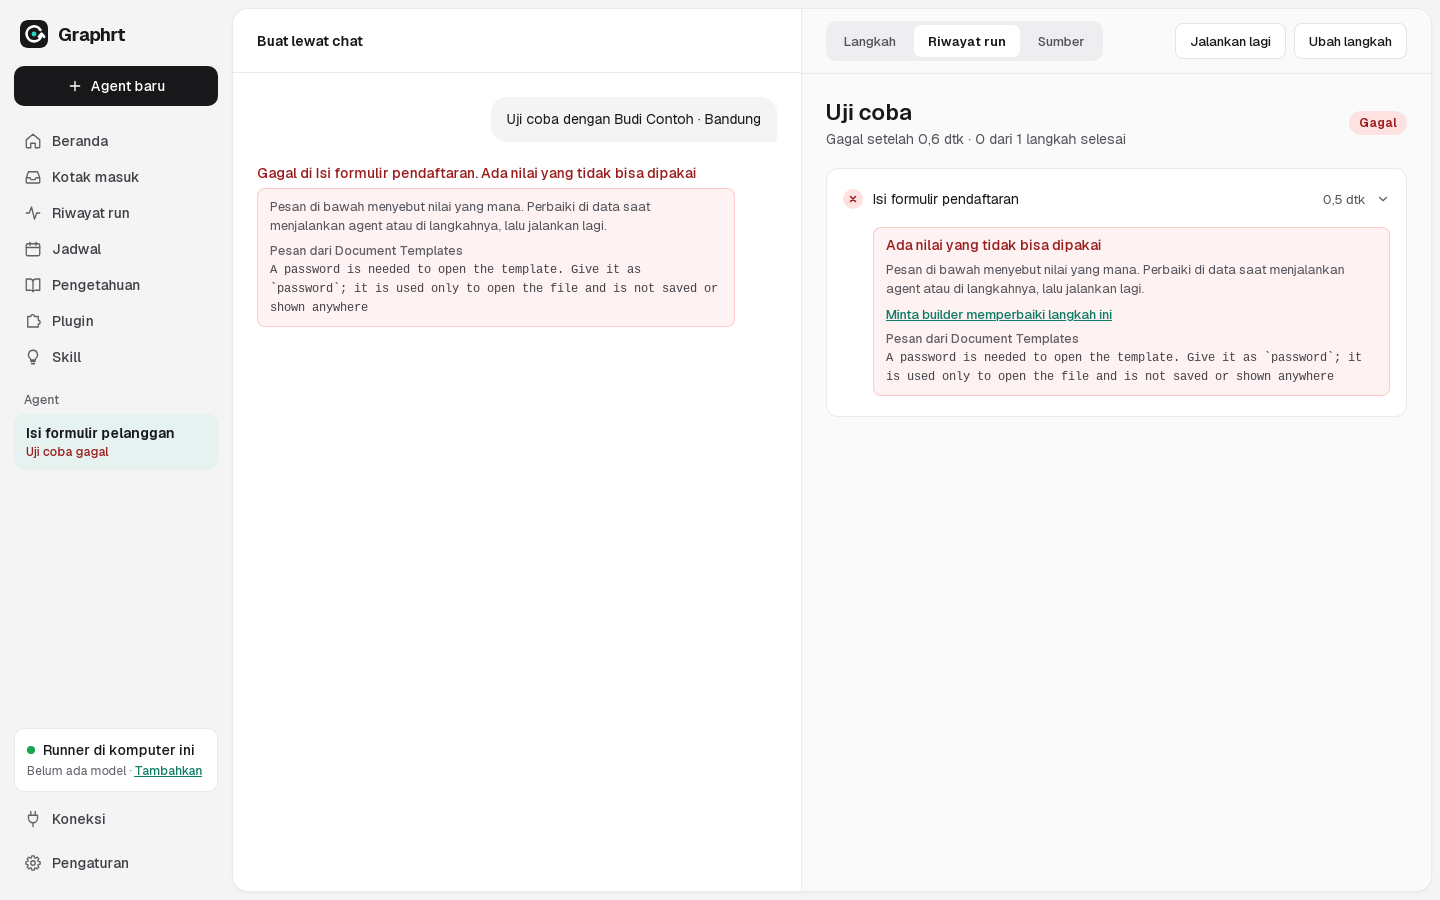 Graphrt
Agent baru
Beranda
Kotak masuk
Riwayat run
Jadwal
Pengetahuan
Plugin
Skill
Agent
Isi formulir pelanggan
Uji coba gagal
Runner di komputer ini
Belum ada model · Tambahkan
Koneksi
Pengaturan
Buat lewat chat
Uji coba dengan Budi Contoh · Bandung
Gagal di Isi formulir pendaftaran. Ada nilai yang tidak bisa dipakai
Pesan di bawah menyebut nilai yang mana. Perbaiki di data saat
menjalankan agent atau di langkahnya, lalu jalankan lagi.
Pesan dari Document Templates
A password is needed to open the template. Give it as
`password`; it is used only to open the file and is not saved or
shown anywhere
Langkah
Riwayat run
Sumber
Jalankan lagi
Ubah langkah
Uji coba
Gagal setelah 0,6 dtk · 0 dari 1 langkah selesai
Gagal
Isi formulir pendaftaran
0,5 dtk
Ada nilai yang tidak bisa dipakai
Pesan di bawah menyebut nilai yang mana. Perbaiki di data saat menjalankan
agent atau di langkahnya, lalu jalankan lagi.
Minta builder memperbaiki langkah ini
Pesan dari Document Templates
A password is needed to open the template. Give it as `password`; it
is used only to open the file and is not saved or shown anywhere